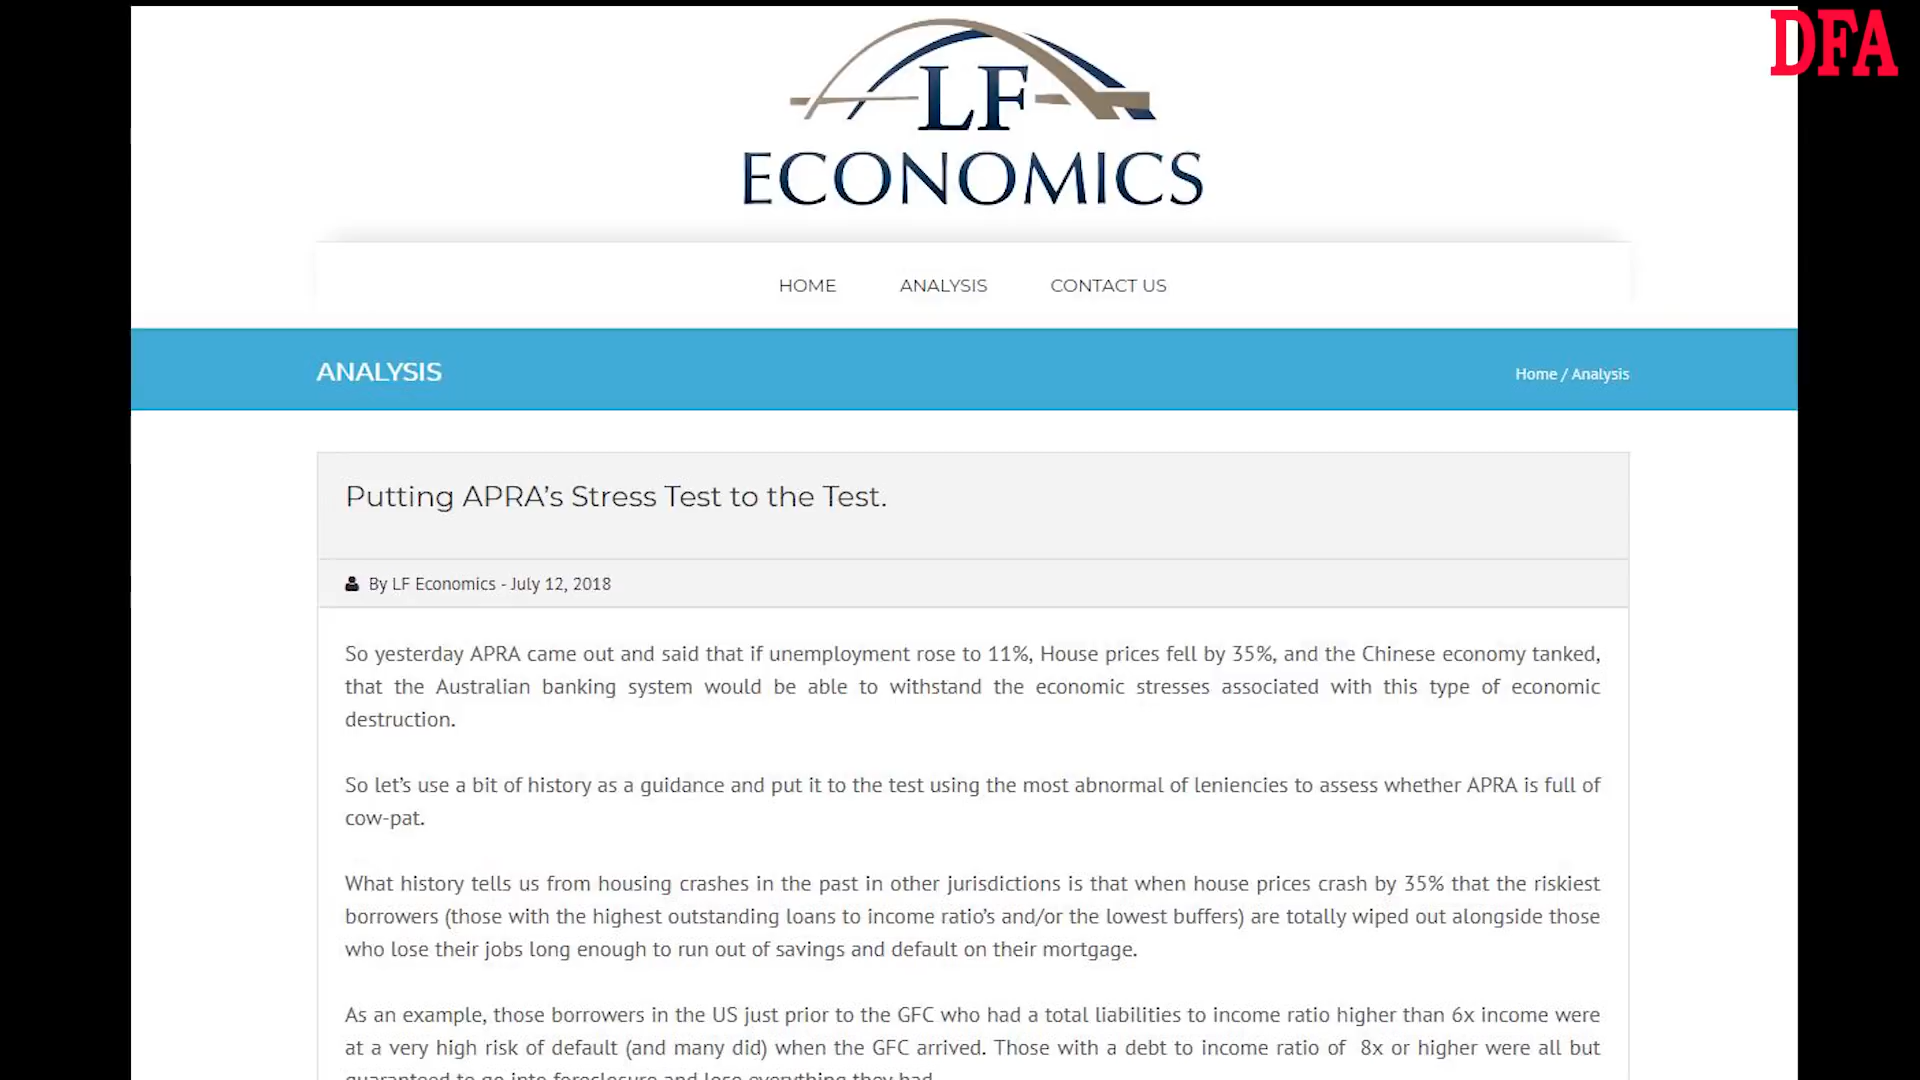 DFA
LF
ECONOMICS
HOME ANALYSIS CONTACT US
ANALYSIS
Home / Analysis
Putting APRA's Stress Test to the Test.
By LF Economics - July 12, 2018
So yesterday APRA came out and said that if unemployment rose to 11%, House prices fell by 35%, and the Chinese economy tanked,
that the Australian banking system would be able to withstand the economic stresses associated with this type of economic
destruction.
So let's use a bit of history as a guidance and put it to the test using the most abnormal of leniencies to assess whether APRA is full of
cow-pat.
What history tells us from housing crashes in the past in other jurisdictions is that when house prices crash by 35% that the riskiest
borrowers (those with the highest outstanding loans to income ratio's and/or the lowest buffers) are totally wiped out alongside those
who lose their jobs long enough to run out of savings and default on their mortgage.
As an example, those borrowers in the US just prior to the GFC who had a total liabilities to income ratio higher than 6x income were
at a very high risk of default (and many did) when the GFC arrived. Those with a debt to income ratio of 8x or higher were all but
guaranteed to go into foreclosure and lose everything they had.